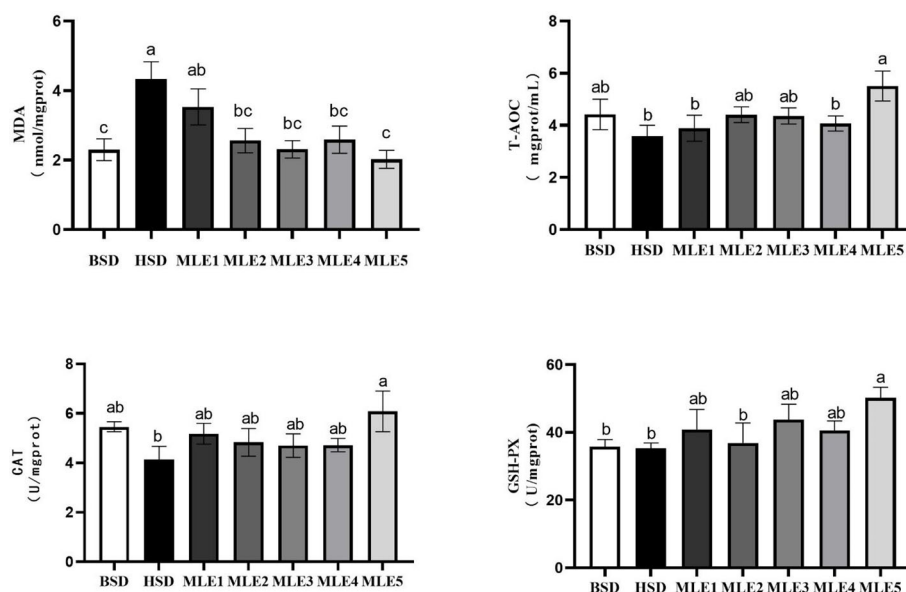 MDA
(nmol/mgprot)
6
4
2
0
c
a
ab
bc
bc
bc
c
BSD HSD MLE1 MLE2 MLE3 MLE4 MLE5
T-AOC
( mgprot/mL)
8
6
4
2
0
ab
b
b
ab
ab
b
a
BSD HSD MLE1 MLE2 MLE3 MLE4 MLE5
CAT
(U/mgprot)
8
6
4
2
0
ab
b
ab
ab
ab
ab
a
BSD HSD MLE1 MLE2 MLE3 MLE4 MLE5
GSH-PX
( U/mgprot)
60
40
20
0
b
b
ab
b
ab
ab
a
BSD HSD MLE1 MLE2 MLE3 MLE4 MLE5